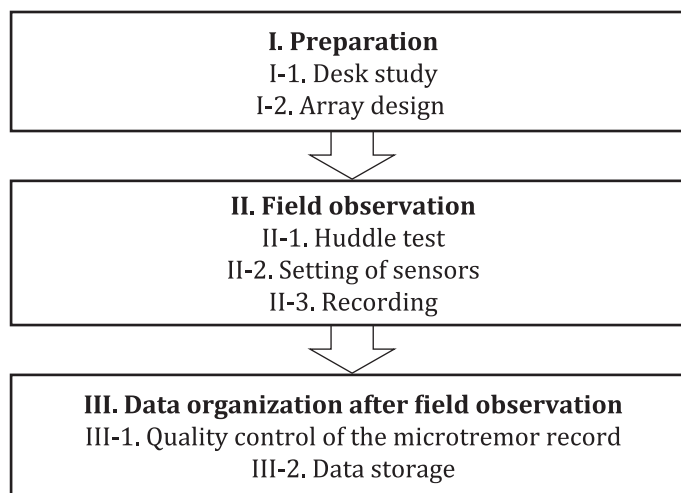 I. Preparation
I-1. Desk study
I-2. Array design
II. Field observation
II-1. Huddle test
II-2. Setting of sensors
II-3. Recording
III. Data organization after field observation
III-1. Quality control of the microtremor record
III-2. Data storage